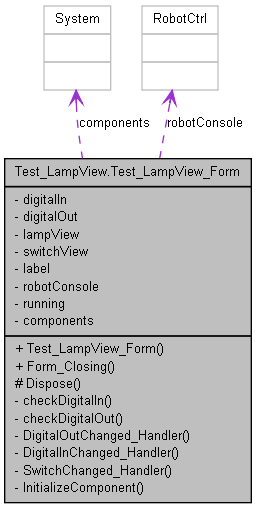 System
RobotCtrl
components
robotConsole
Test_LampView.Test_LampView_Form
- digitalIn
- digitalOut
- lampView
- switchView
- label
- robotConsole
- running
- components
+ Test_LampView_Form()
+ Form_Closing()
# Dispose()
- checkDigitalIn()
- checkDigitalOut()
- DigitalOutChanged_Handler()
- DigitalInChanged_Handler()
- SwitchChanged_Handler()
- InitializeComponent()